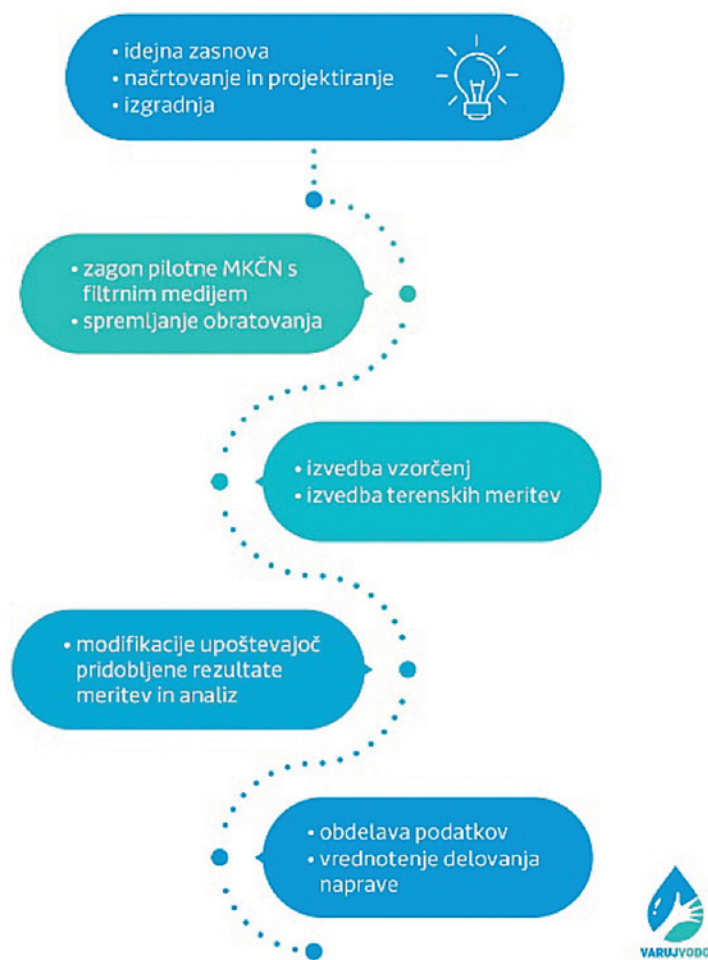 • idejna zasnova
• načrtovanje in projektiranje
• izgradnja
• zagon pilotne MKČN s
filtrnim medijem
• spremljanje obratovanja
• izvedba vzorčenj
• izvedba terenskih meritev
• modifikacije upoštevajoč
pridobljene rezultate
meritev in analiz
• obdelava podatkov
• vrednotenje delovanja
naprave
VARUJVODO